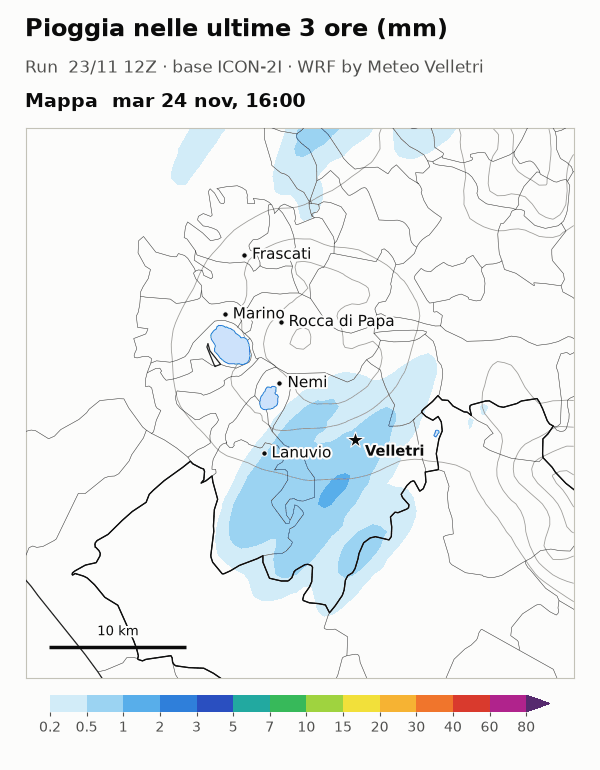 Pioggia nelle ultime 3 ore (mm)
Run  23/11 12Z · base ICON-2I · WRF by Meteo Velletri
Mappa  mar 24 nov, 16:00
Frascati
Marino
Rocca di Papa
Nemi
Velletri
Lanuvio
10 km
0.2 0.5 1 2 3 5 7 10 15 20 30 40 60 80